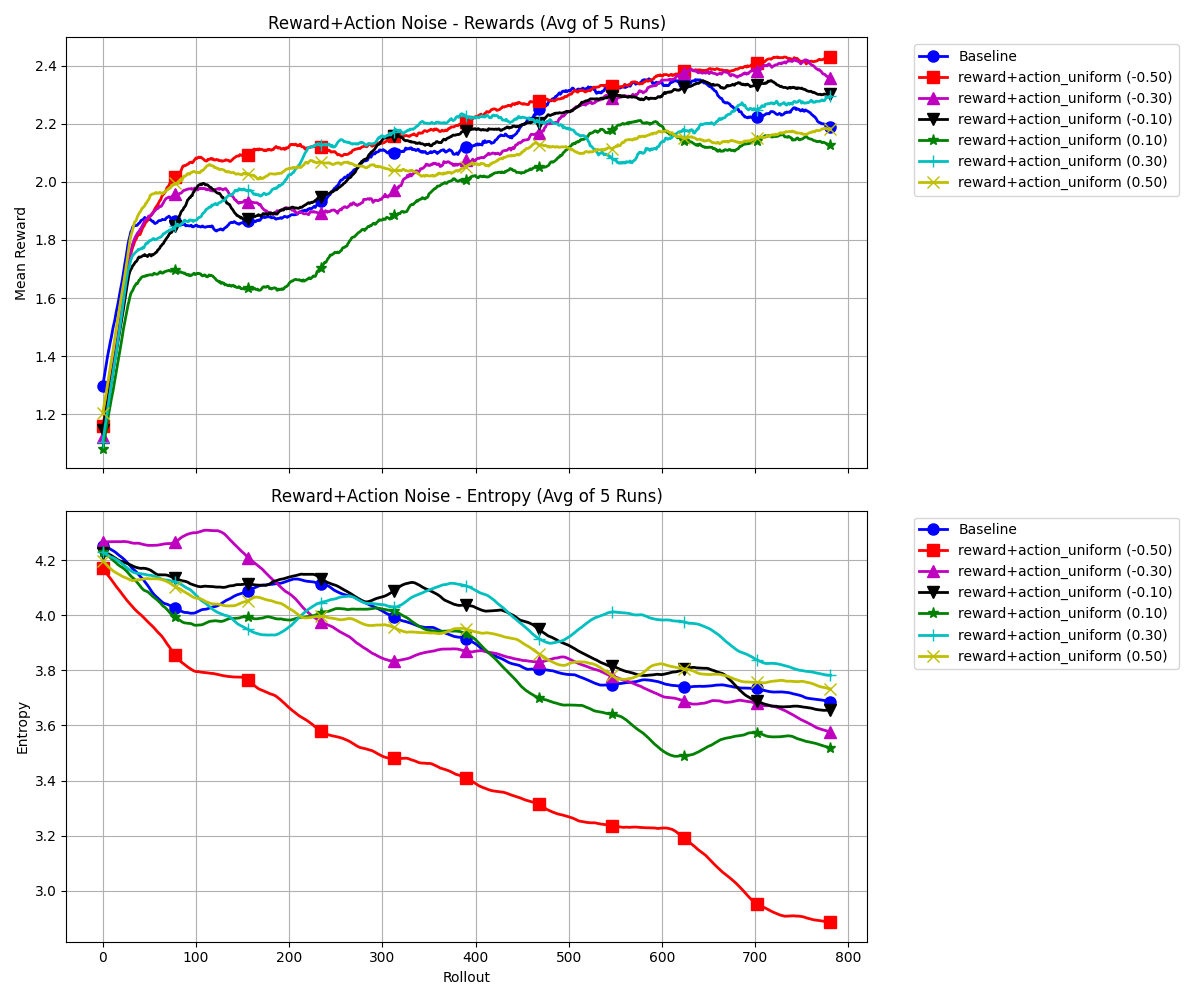 Reward+Action Noise - Rewards (Avg of 5 Runs)
2.4
2.2
2.0
1.8
1.6
1.4
1.2
Mean Reward
Baseline
reward+action_uniform (-0.50)
reward+action_uniform (-0.30)
reward+action_uniform (-0.10)
reward+action_uniform (0.10)
reward+action_uniform (0.30)
reward+action_uniform (0.50)
Reward+Action Noise - Entropy (Avg of 5 Runs)
4.2
4.0
3.8
3.6
3.4
3.2
3.0
Entropy
0 100 200 300 400 500 600 700 800
Rollout
Baseline
reward+action_uniform (-0.50)
reward+action_uniform (-0.30)
reward+action_uniform (-0.10)
reward+action_uniform (0.10)
reward+action_uniform (0.30)
reward+action_uniform (0.50)